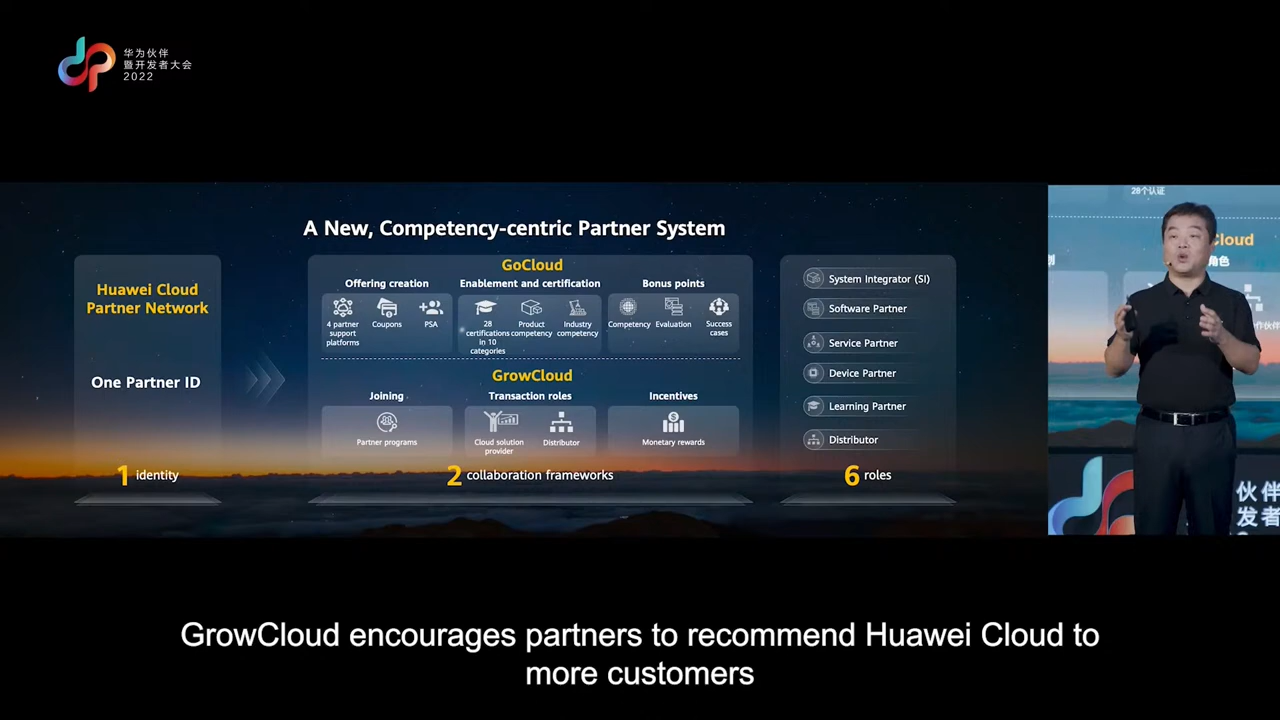 华为伙伴
暨开发者大会
2022
A New, Competency-centric Partner System
Huawei Cloud
Partner Network
One Partner ID
1 identity
GoCloud
Offering creation
Enablement and certification
Bonus points
4 partner
support
platforms
Coupons
PSA
28
certifications
in 10
categories
Product
competency
Industry
competency
Competency
Evaluation
Success
cases
GrowCloud
Joining
Transaction roles
Incentives
Partner programs
Cloud solution
provider
Distributor
Monetary rewards
2 collaboration frameworks
System Integrator (SI)
Software Partner
Service Partner
Device Partner
Learning Partner
Distributor
6 roles
28个认证
Cloud
角色
伙伴
发者
GrowCloud encourages partners to recommend Huawei Cloud to
more customers